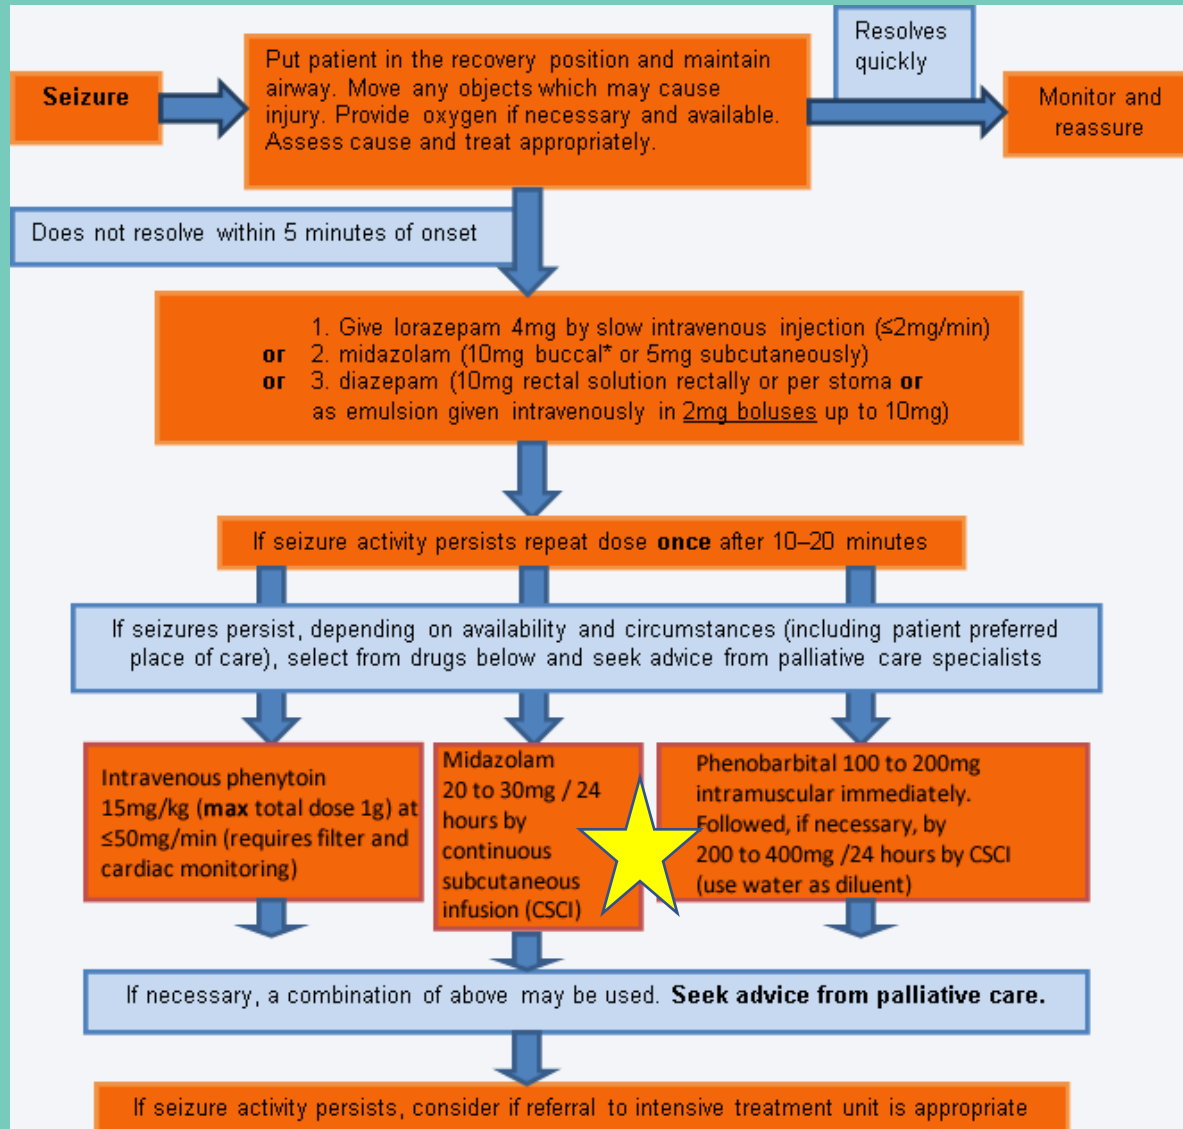 Seizure
Put patient in the recovery position and maintain
airway. Move any objects which may cause
injury. Provide oxygen if necessary and available.
Assess cause and treat appropriately.
Resolves
quickly
Monitor and
reassure
Does not resolve within 5 minutes of onset
1. Give lorazepam 4mg by slow intravenous injection (≤2mg/min)
or 2. midazolam (10mg buccal* or 5mg subcutaneously)
or 3. diazepam (10mg rectal solution rectally or per stoma or
as emulsion given intravenously in 2mg boluses up to 10mg)
If seizure activity persists repeat dose once after 10–20 minutes
If seizures persist, depending on availability and circumstances (including patient preferred
place of care), select from drugs below and seek advice from palliative care specialists
Intravenous phenytoin
15mg/kg (max total dose 1g) at
≤50mg/min (requires filter and
cardiac monitoring)
Midazolam
20 to 30mg / 24
hours by
continuous
subcutaneous
infusion (CSCI)
Phenobarbital 100 to 200mg
intramuscular immediately.
Followed, if necessary, by
200 to 400mg /24 hours by CSCI
(use water as diluent)
If necessary, a combination of above may be used. Seek advice from palliative care.
If seizure activity persists, consider if referral to intensive treatment unit is appropriate